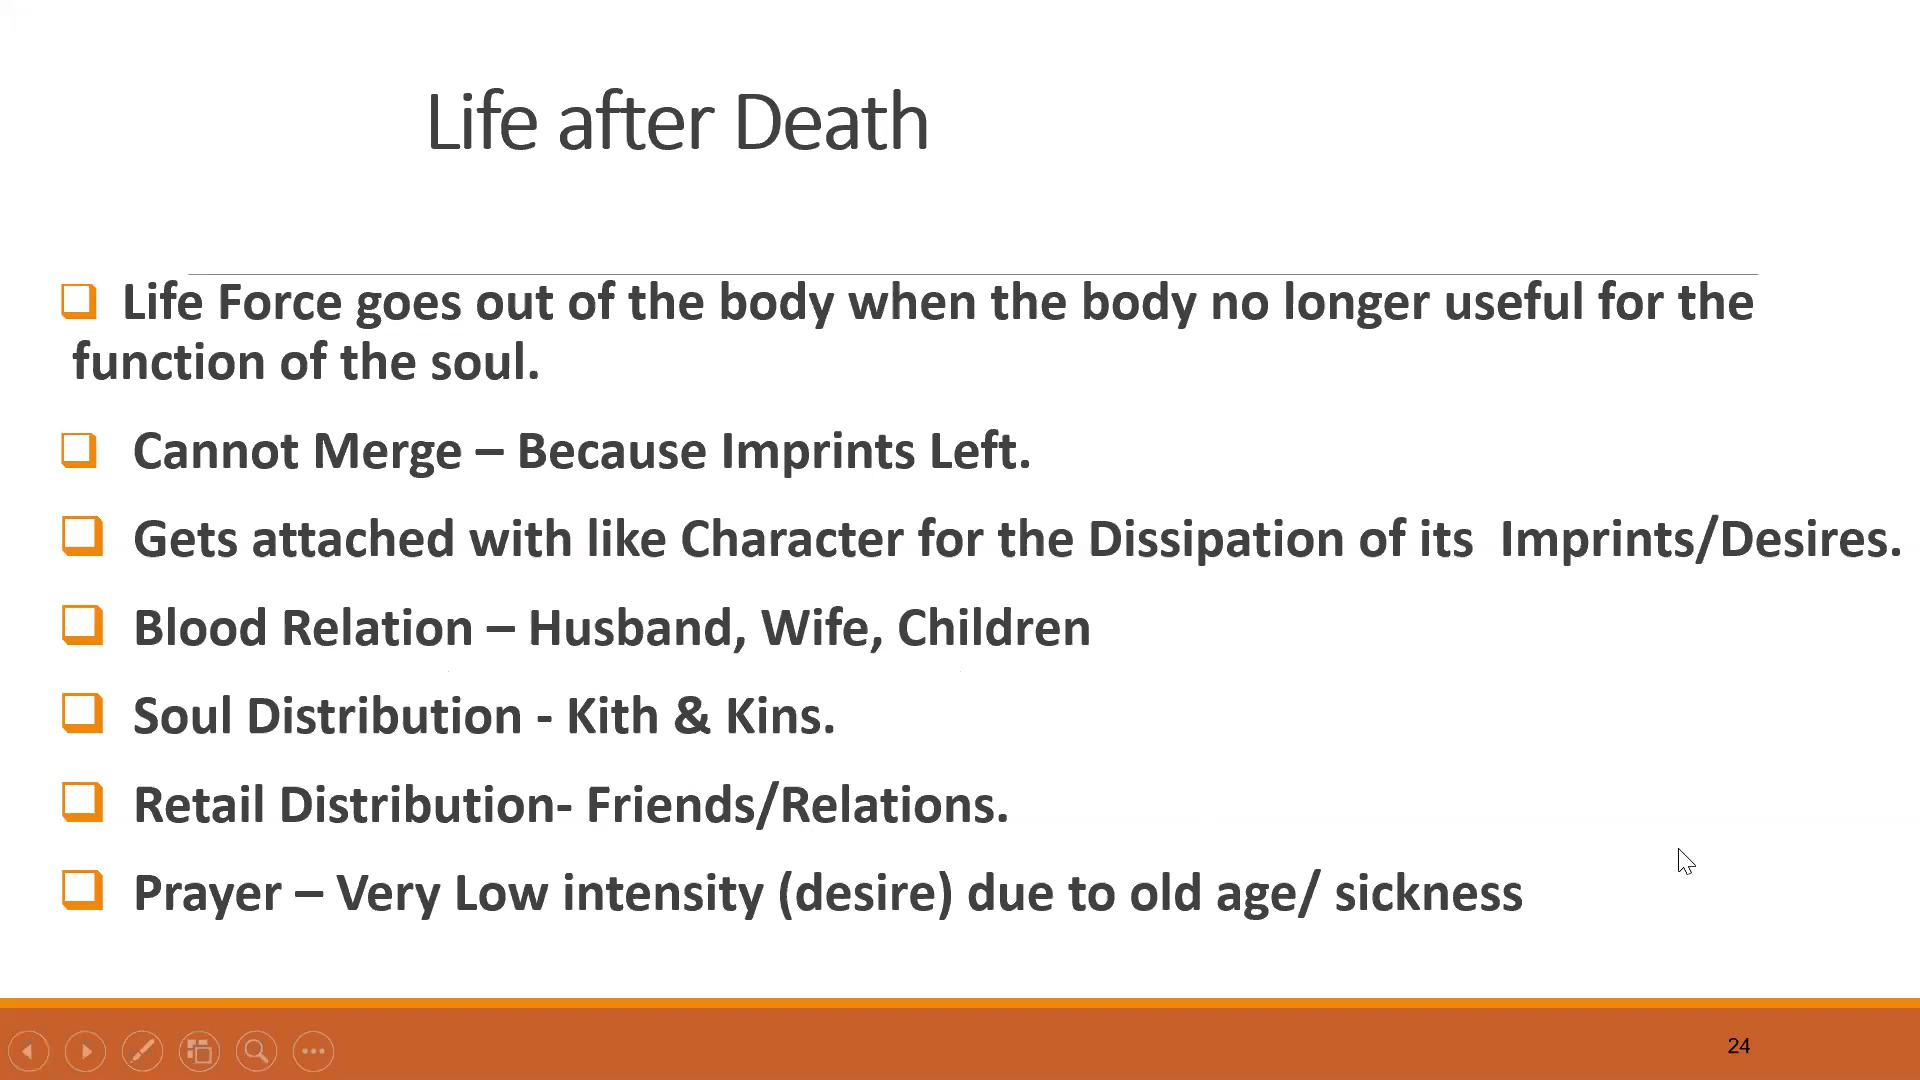 Life after Death
Life Force goes out of the body when the body no longer useful for the
function of the soul.
Cannot Merge – Because Imprints Left.
Gets attached with like Character for the Dissipation of its  Imprints/Desires.
Blood Relation – Husband, Wife, Children
Soul Distribution - Kith & Kins.
Retail Distribution- Friends/Relations.
Prayer – Very Low intensity (desire) due to old age/ sickness
24